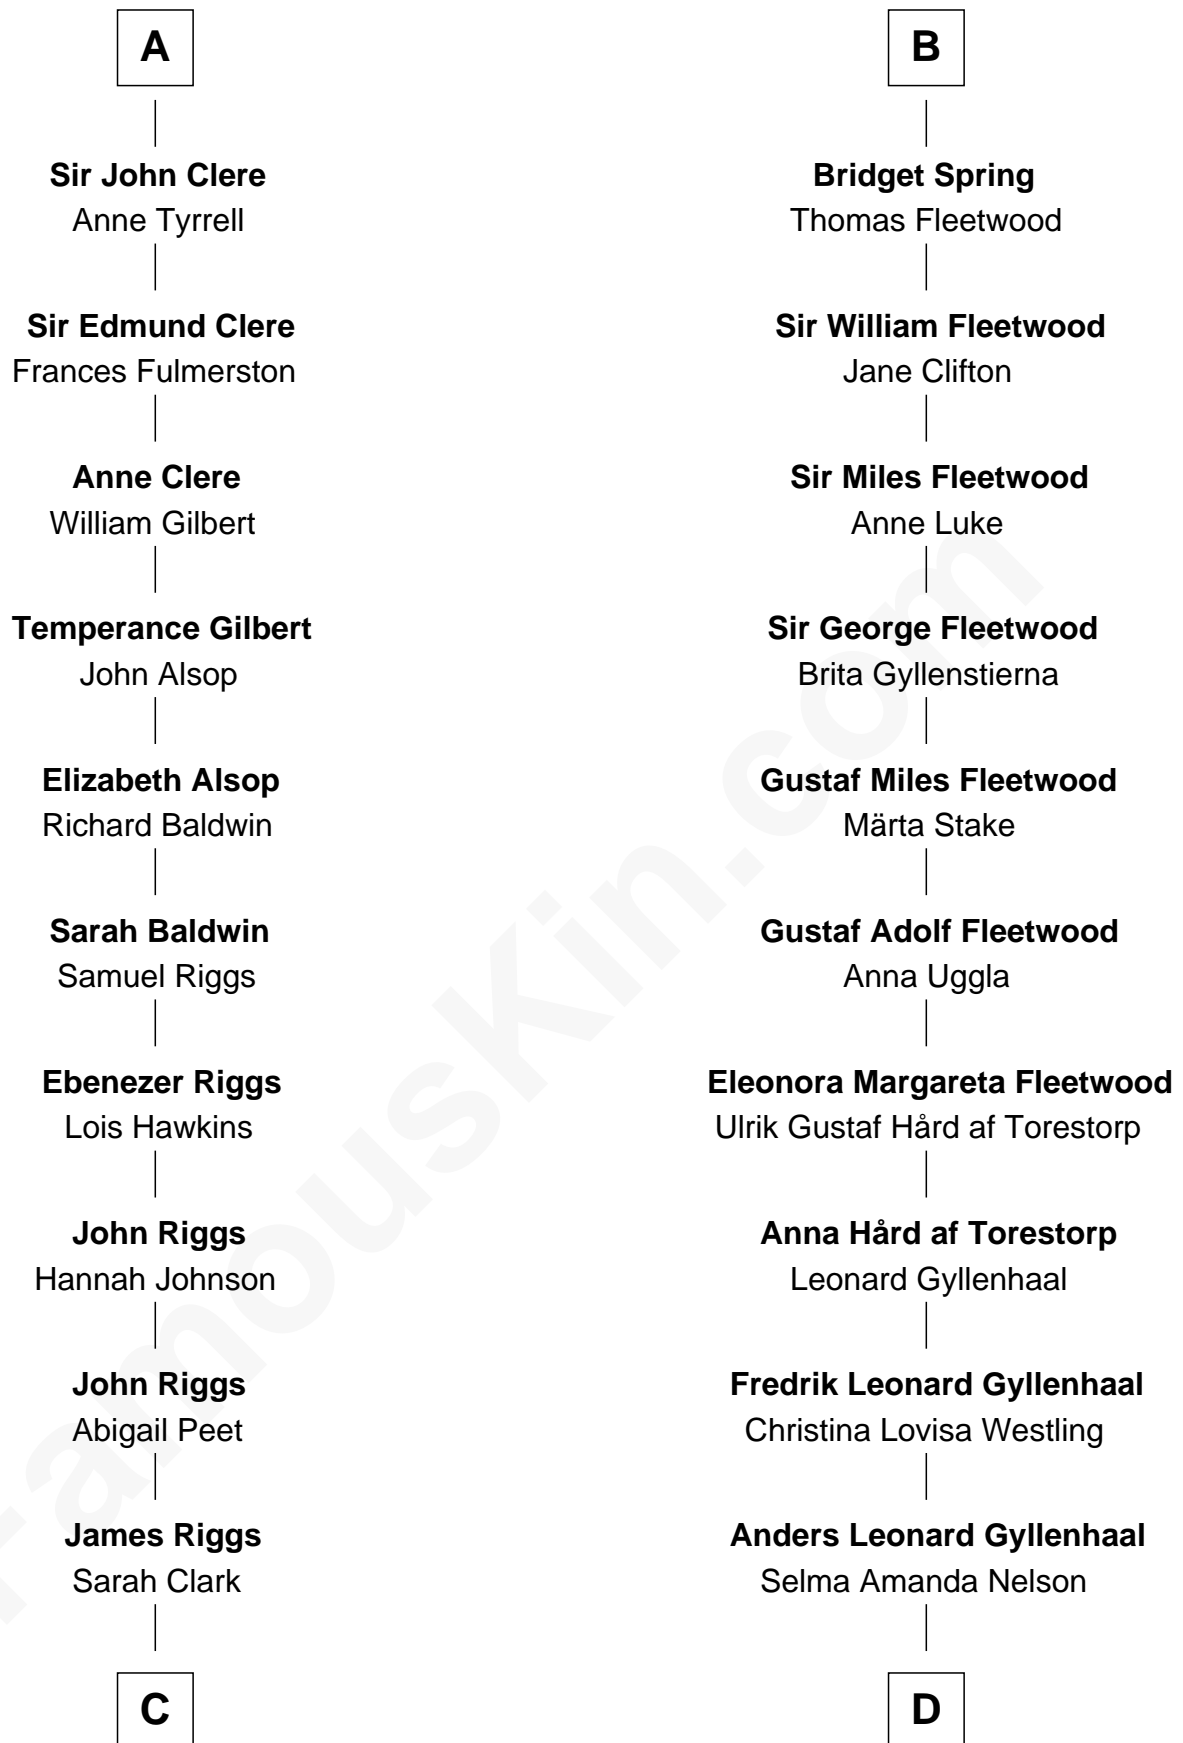 A
Sir John Clere
Anne Tyrrell
Sir Edmund Clere
Frances Fulmerston
Anne Clere
William Gilbert
Temperance Gilbert
John Alsop
Elizabeth Alsop
Richard Baldwin
Sarah Baldwin
Samuel Riggs
Ebenezer Riggs
Lois Hawkins
John Riggs
Hannah Johnson
John Riggs
Abigail Peet
James Riggs
Sarah Clark
C
B
Bridget Spring
Thomas Fleetwood
Sir William Fleetwood
Jane Clifton
Sir Miles Fleetwood
Anne Luke
Sir George Fleetwood
Brita Gyllenstierna
Gustaf Miles Fleetwood
Märta Stake
Gustaf Adolf Fleetwood
Anna Uggla
Eleonora Margareta Fleetwood
Ulrik Gustaf Hård af Torestorp
Anna Hård af Torestorp
Leonard Gyllenhaal
Fredrik Leonard Gyllenhaal
Christina Lovisa Westling
Anders Leonard Gyllenhaal
Selma Amanda Nelson
D
FamousKin.com